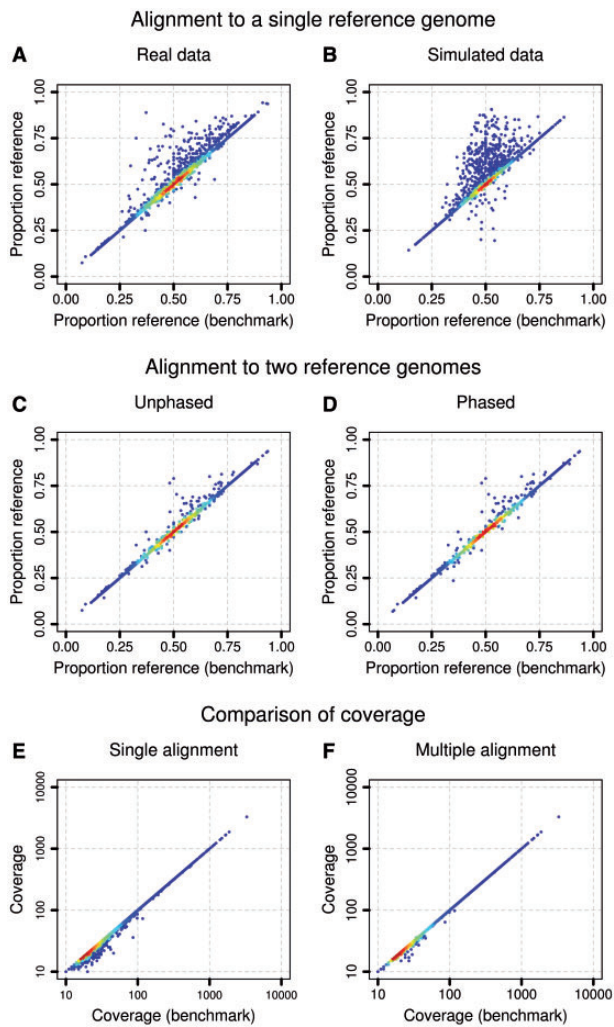 Alignment to a single reference genome
A Real data B Simulated data
Proportion reference
0.00 0.25 0.50 0.75 1.00
0.00 0.25 0.50 0.75 1.00
Proportion reference (benchmark)
Proportion reference
0.00 0.25 0.50 0.75 1.00
0.00 0.25 0.50 0.75 1.00
Proportion reference (benchmark)
Alignment to two reference genomes
C Unphased D Phased
Proportion reference
0.00 0.25 0.50 0.75 1.00
0.00 0.25 0.50 0.75 1.00
Proportion reference (benchmark)
Proportion reference
0.00 0.25 0.50 0.75 1.00
0.00 0.25 0.50 0.75 1.00
Proportion reference (benchmark)
Comparison of coverage
E Single alignment F Multiple alignment
Coverage
10 100 1000 10000
10 100 1000 10000
Coverage (benchmark)
Coverage
10 100 1000 10000
10 100 1000 10000
Coverage (benchmark)